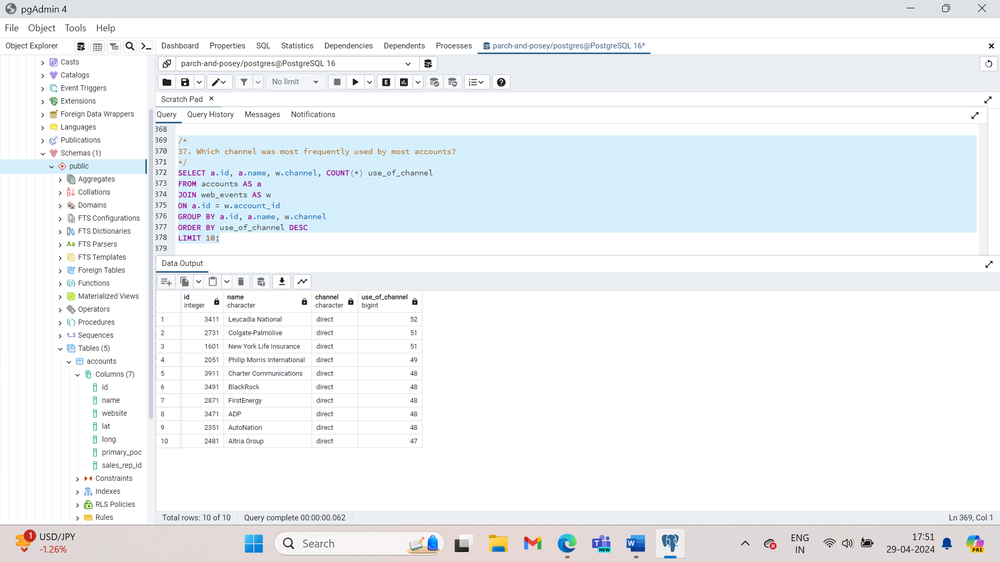 pgAdmin 4
File Object Tools Help
Object Explorer
Dashboard Properties SQL Statistics Dependencies Dependents Processes parch-and-posey/postgres@PostgreSQL 16*
parch-and-posey/postgres@PostgreSQL 16
No limit
E
Scratch Pad
Query Query History Messages Notifications
Casts
Catalogs
Event Triggers
Extensions
Foreign Data Wrappers
Languages
Publications
Schemas (1)
public
Aggregates
Collations
Domains
FTS Configurations
FTS Dictionaries
Aa FTS Parsers
FTS Templates
Foreign Tables
Functions
Materialized Views
Operators
Procedures
1..3 Sequences
Tables (5)
accounts
Columns (7)
id
name
website
lat
long
primary_poc
sales_rep_id
Constraints
Indexes
RLS Policies
Rules
368
369 /*
370 37. Which channel was most frequently used by most accounts?
371 */
372 SELECT a.id, a.name, w.channel, COUNT(*) use_of_channel
373 FROM accounts AS a
374 JOIN web_events AS w
375 ON a.id = w.account_id
376 GROUP BY a.id, a.name, w.channel
377 ORDER BY use_of_channel DESC
378 LIMIT 10;
379
Data Output
id name channel use_of_channel
integer character character bigint
1 3411 Leucadia National direct 52
2 2731 Colgate-Palmolive direct 51
3 1601 New York Life Insurance direct 51
4 2051 Philip Morris International direct 49
5 3911 Charter Communications direct 48
6 3491 BlackRock direct 48
7 2871 FirstEnergy direct 48
8 3471 ADP direct 48
9 2351 AutoNation direct 48
10 2481 Altria Group direct 47
Total rows: 10 of 10 Query complete 00:00:00.062 Ln 369, Col 1
1 USD/JPY
-1.26%
Search
NEW
ENG
IN
17:51
29-04-2024
PRE